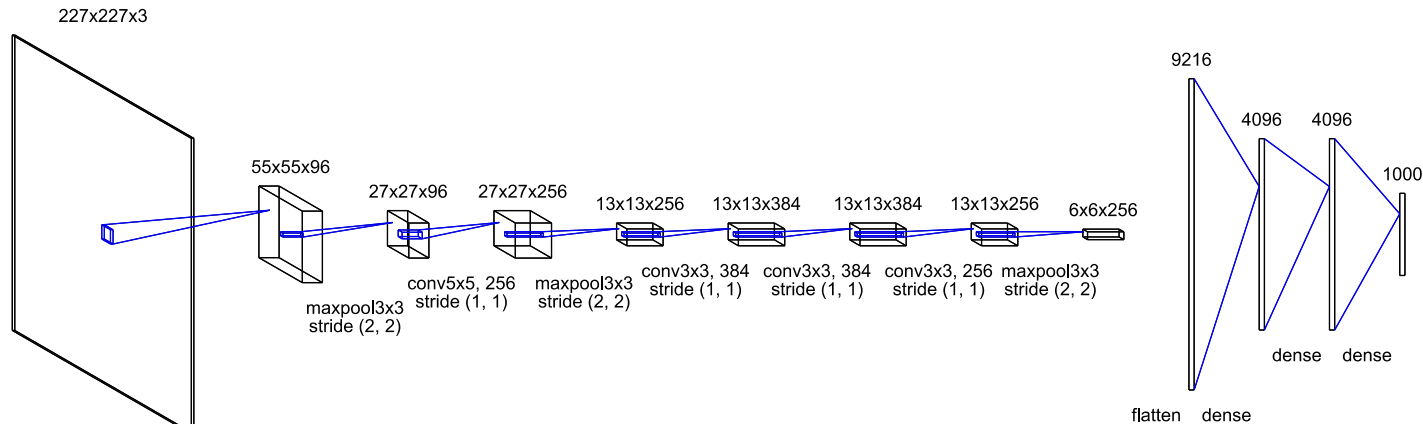 227x227x3
55x55x96
27x27x96
27x27x256
13x13x256
13x13x384
13x13x384
13x13x256
6x6x256
9216
4096
4096
1000
maxpool3x3
stride (2, 2)
conv5x5, 256
stride (1, 1)
maxpool3x3
stride (2, 2)
conv3x3, 384
stride (1, 1)
conv3x3, 384
stride (1, 1)
conv3x3, 256
stride (1, 1)
maxpool3x3
stride (2, 2)
flatten
dense
dense
dense